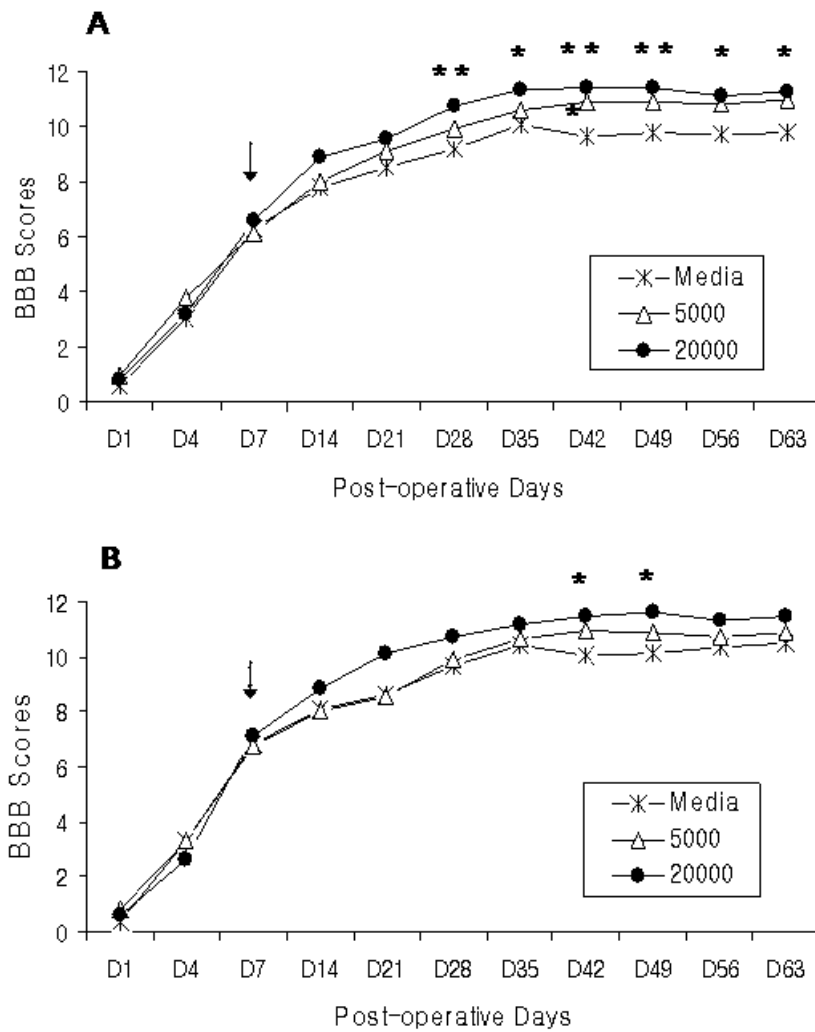 A
* * * * * * * * *
*
12
10
8
6
4
2
0
BBB Scores
Media
5000
20000
D1 D4 D7 D14 D21 D28 D35 D42 D49 D56 D63
Post-operative Days
B
* *
12
10
8
6
4
2
0
BBB Scores
Media
5000
20000
D1 D4 D7 D14 D21 D28 D35 D42 D49 D56 D63
Post-operative Days